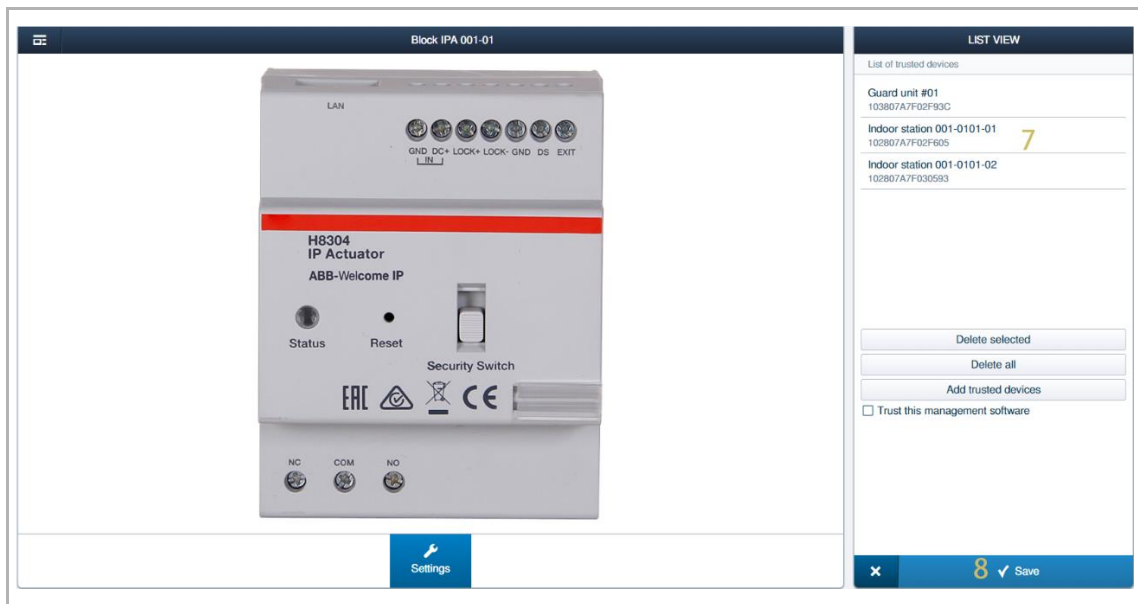 Block IPA 001-01
LAN
GND DC+ LOCK+ LOCK- GND DS EXIT
IN
H8304
IP Actuator
ABB-Welcome IP
Status
Reset
Security Switch
EAC
CE
NC COM NO
Settings
LIST VIEW
List of trusted devices
Guard unit #01
103807A7F02F93C
Indoor station 001-0101-01
102807A7F02F605
7
Indoor station 001-0101-02
102807A7F030593
Delete selected
Delete all
Add trusted devices
Trust this management software
8
Save